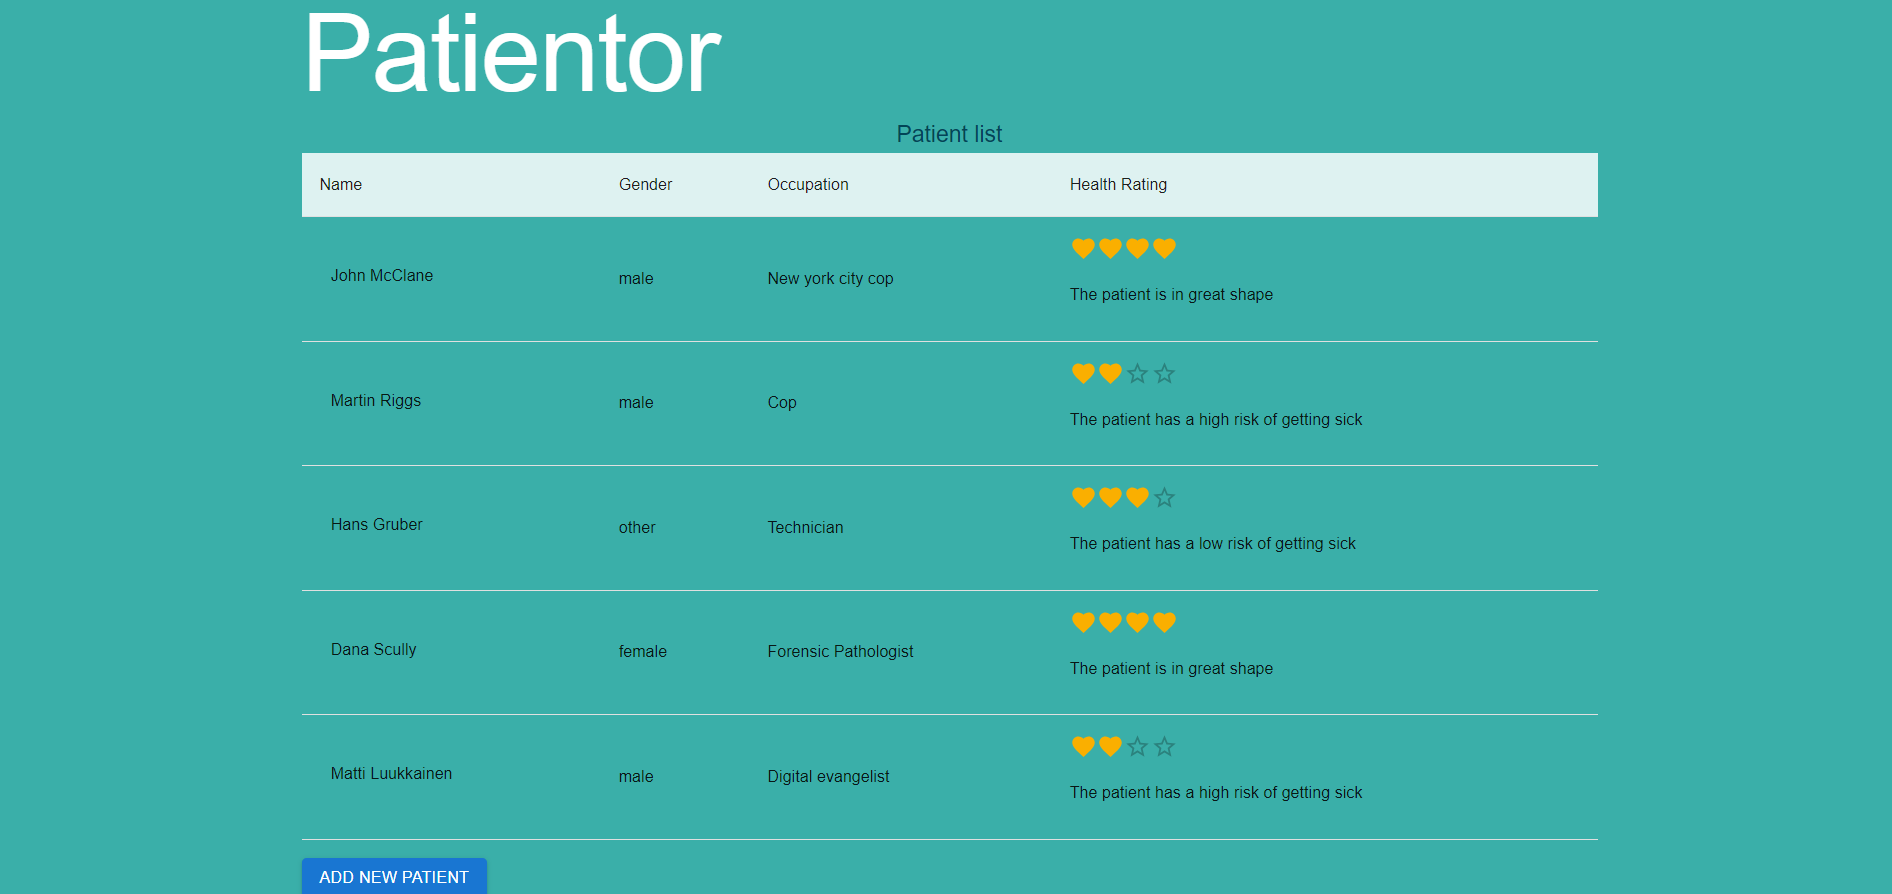 Patientor
Patient list
Name Gender Occupation Health Rating
John McClane male New york city cop
The patient is in great shape
Martin Riggs male Cop
The patient has a high risk of getting sick
Hans Gruber other Technician
The patient has a low risk of getting sick
Dana Scully female Forensic Pathologist
The patient is in great shape
Matti Luukkainen male Digital evangelist
The patient has a high risk of getting sick
ADD NEW PATIENT